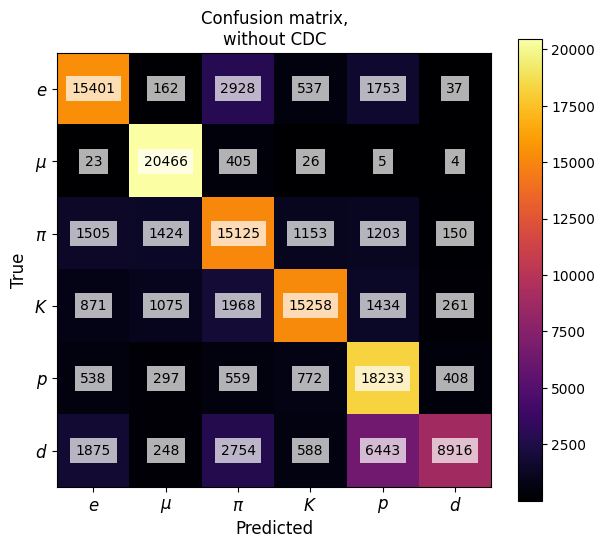 Confusion matrix,
without CDC
e 15401 162 2928 537 1753 37
μ 23 20466 405 26 5 4
π 1505 1424 15125 1153 1203 150
K 871 1075 1968 15258 1434 261
p 538 297 559 772 18233 408
d 1875 248 2754 588 6443 8916
e μ π K p d
Predicted
True
20000
17500
15000
12500
10000
7500
5000
2500